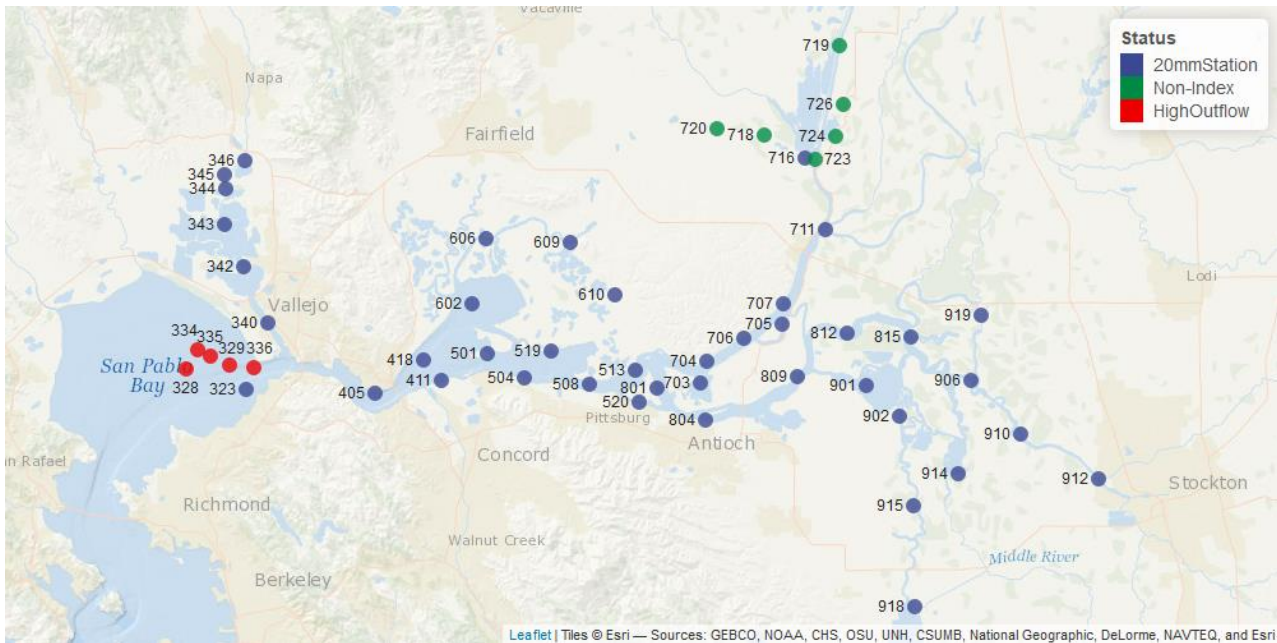 Vacaville
Status
20mmStation
Non-Index
HighOutflow
719
Napa
726
Fairfield
720
718
724
716
723
346
345
344
343
342
606
609
711
610
602
Vallejo
340
707
705
706
812
815
919
Lodi
334
335
329
336
San Pablo
Bay
328
323
418
501
519
405
411
504
508
513
801
520
703
704
804
809
901
902
906
910
912
914
915
918
Pittsburg
Antioch
Concord
an Rafael
Richmond
Stockton
Walnut Creek
Middle River
Berkeley
Leaflet | Tiles © Esri — Sources: GEBCO, NOAA, CHS, OSU, UNH, CSUMB, National Geographic, DeLorme, NAVTEQ, and Esri